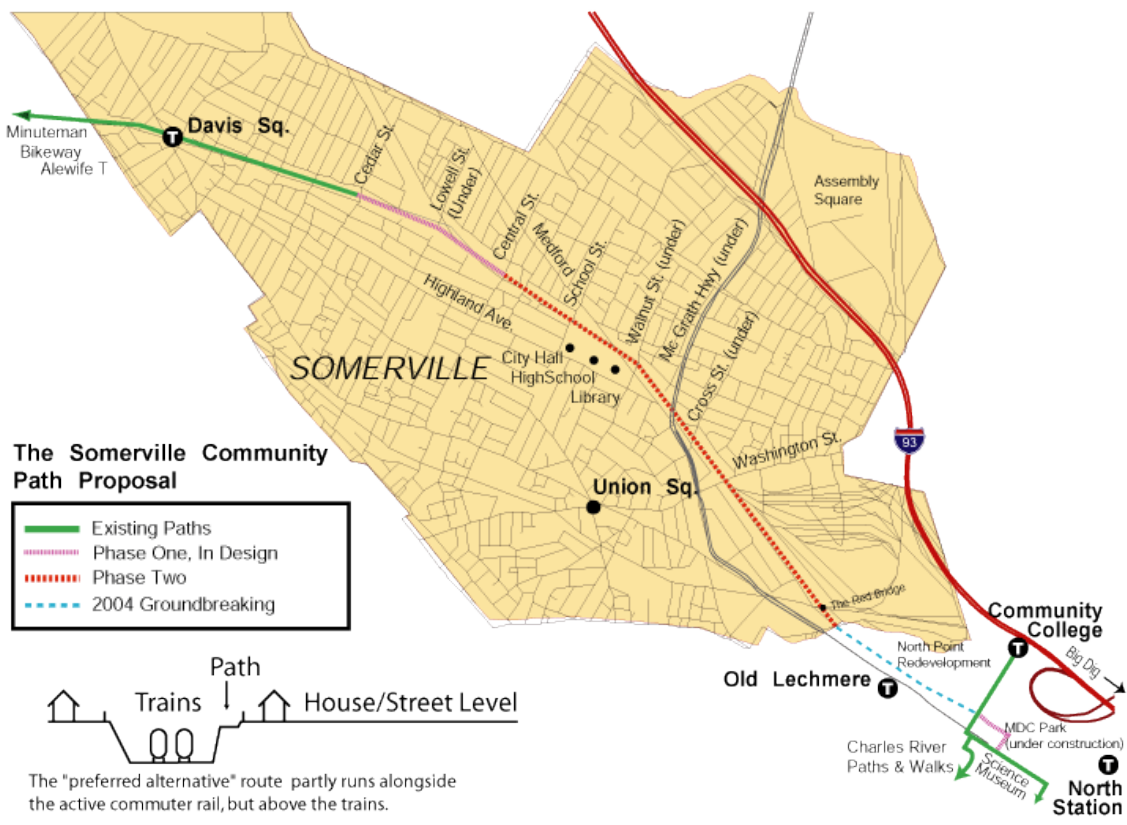 Minuteman
Bikeway
Alewife T
T
Davis Sq.
Cedar St.
Lowell St.
(Under)
Central St.
Medford
School St.
Walnut St. (under)
Mc Grath Hwy (under)
Cross St. (under)
Assembly
Square
Highland Ave.
SOMERVILLE
City Hall
HighSchool
Library
Washington St.
93
Union Sq.
The Somerville Community
Path Proposal
Existing Paths
Phase One, In Design
Phase Two
2004 Groundbreaking
The Red Bridge
Community
College
T
North Point
Redevelopment
Big Dig
Old Lechmere
T
MDC Park
(under construction)
Charles River
Paths & Walks
Science
Museum
T
North
Station
Path
Trains
House/Street Level
The "preferred alternative" route partly runs alongside
the active commuter rail, but above the trains.